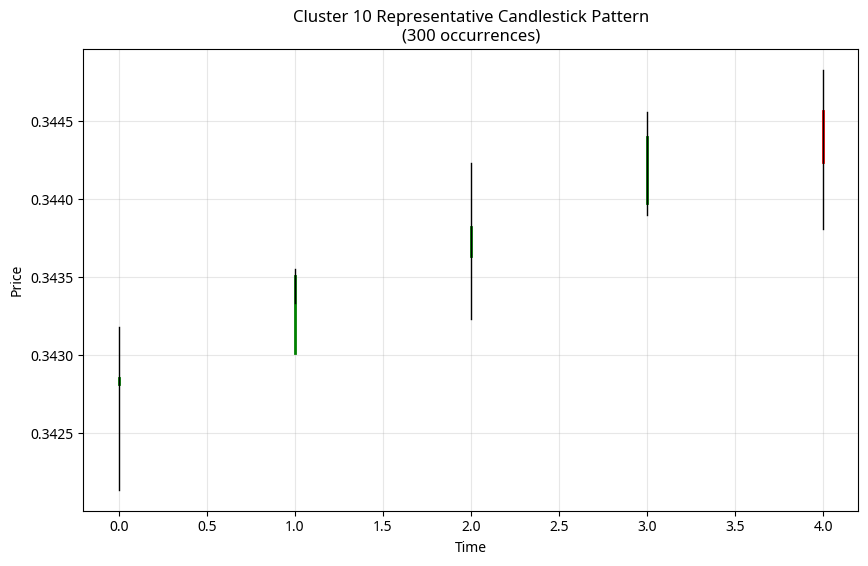 Cluster 10 Representative Candlestick Pattern
(300 occurrences)
Price
0.3445
0.3440
0.3435
0.3430
0.3425
0.0 0.5 1.0 1.5 2.0 2.5 3.0 3.5 4.0
Time